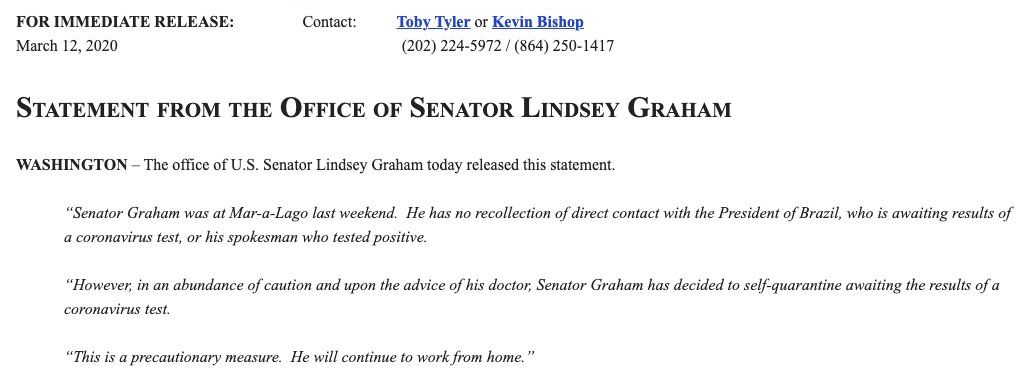 FOR IMMEDIATE RELEASE: Contact: Toby Tyler or Kevin Bishop
March 12, 2020 (202) 224-5972 / (864) 250-1417
STATEMENT FROM THE OFFICE OF SENATOR LINDSEY GRAHAM
WASHINGTON – The office of U.S. Senator Lindsey Graham today released this statement.
“Senator Graham was at Mar-a-Lago last weekend.  He has no recollection of direct contact with the President of Brazil, who is awaiting results of
a coronavirus test, or his spokesman who tested positive.
“However, in an abundance of caution and upon the advice of his doctor, Senator Graham has decided to self-quarantine awaiting the results of a
coronavirus test.
“This is a precautionary measure.  He will continue to work from home.”